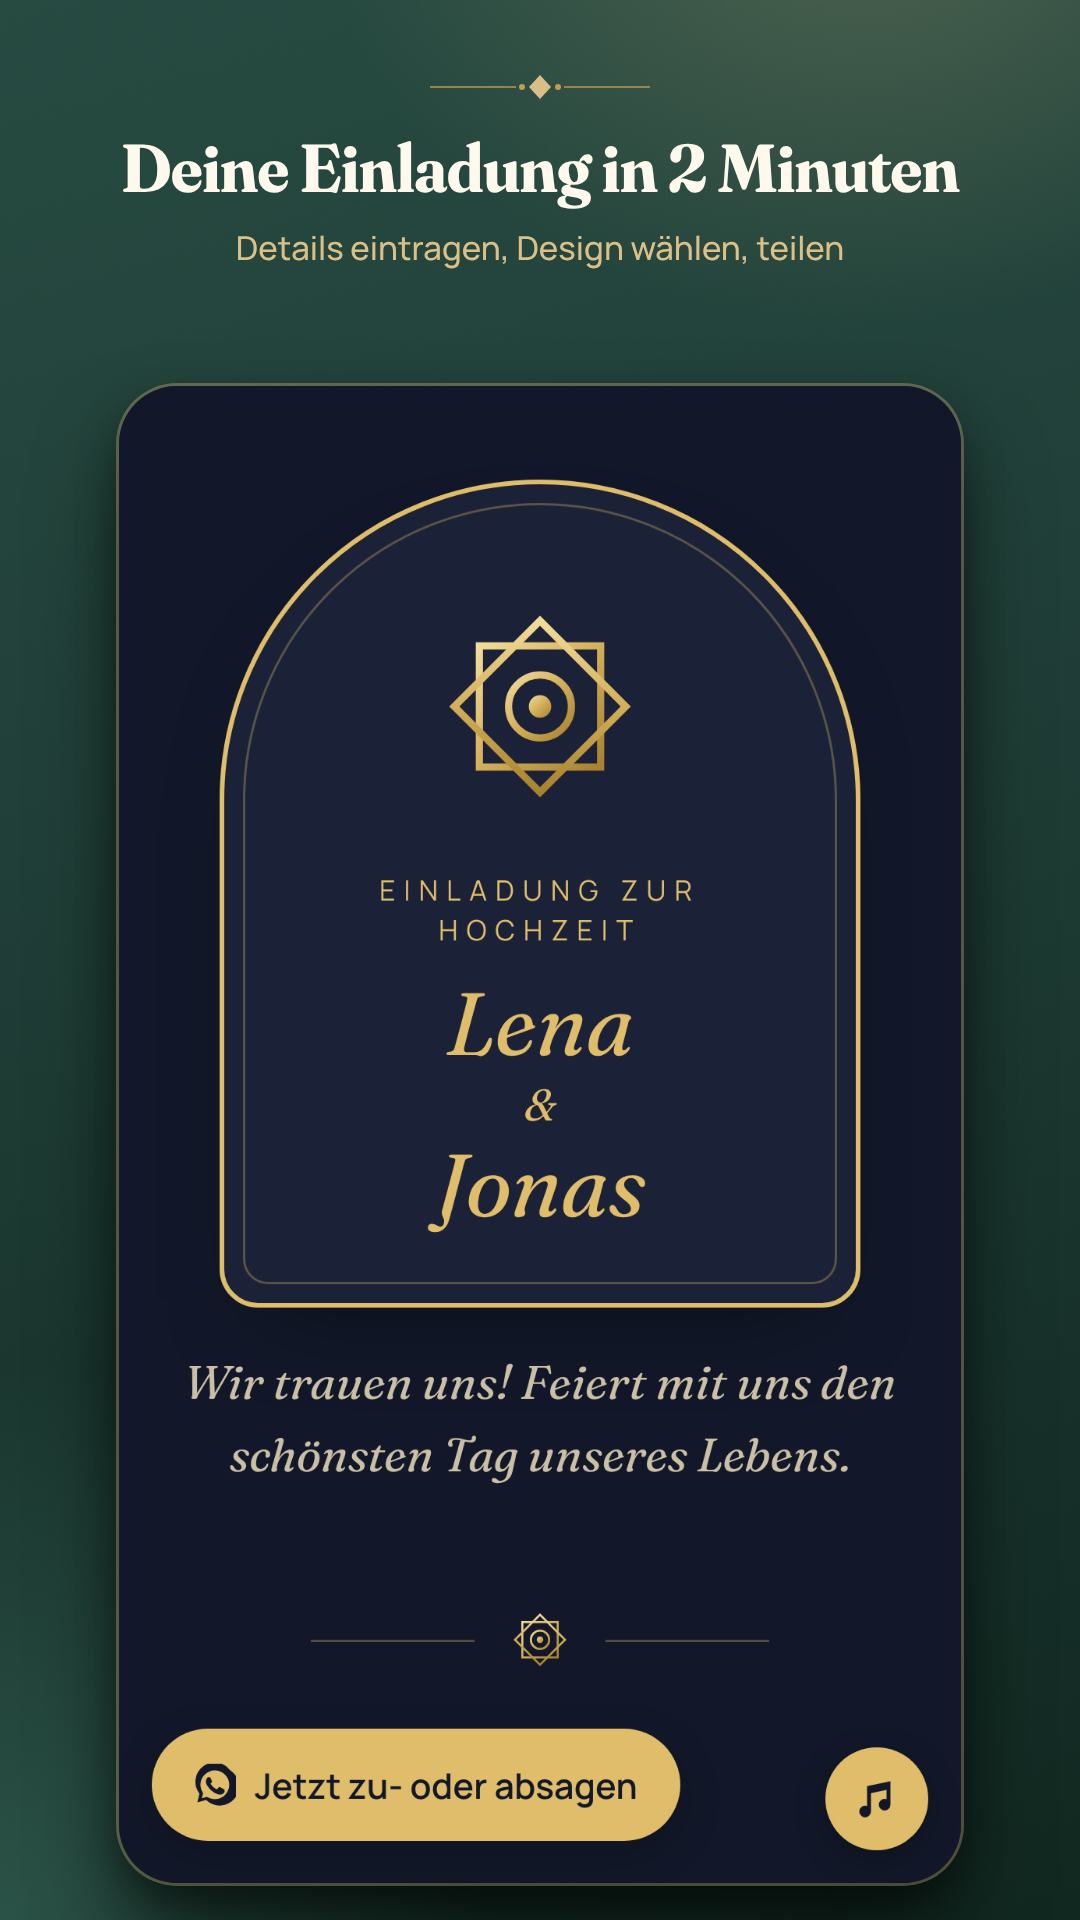 Deine Einladung in 2 Minuten
Details eintragen, Design wählen, teilen
EINLADUNG ZUR
HOCHZEIT
Lena
&
Jonas
Wir trauen uns! Feiert mit uns den
schönsten Tag unseres Lebens.
Jetzt zu- oder absagen